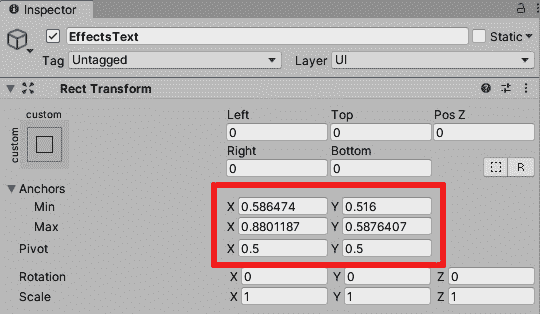 Inspector
EffectsText Static
Tag Untagged Layer UI
Rect Transform
custom Left Top Pos Z
custom 0 0 0
Right Bottom
0 0 R
Anchors
Min X 0.586474 Y 0.516
Max X 0.8801187 Y 0.5876407
Pivot X 0.5 Y 0.5
Rotation X 0 Y 0 Z 0
Scale X 1 Y 1 Z 1